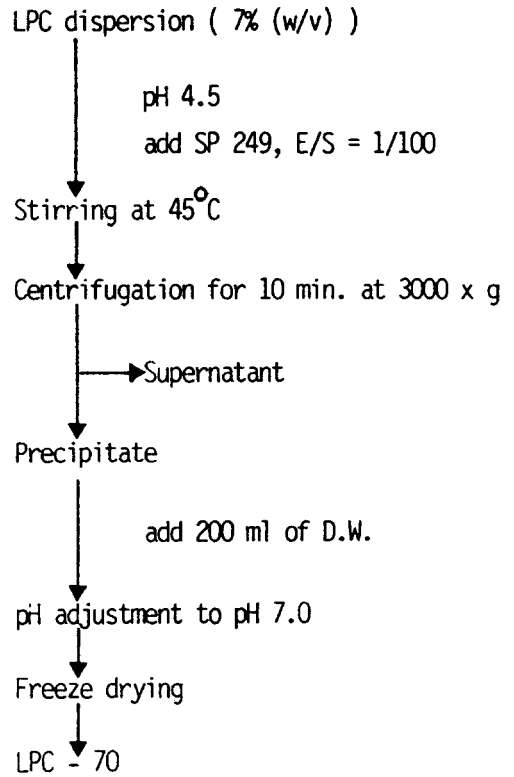 LPC dispersion ( 7% (w/v) )
pH 4.5
add SP 249, E/S = 1/100
Stirring at 45°C
Centrifugation for 10 min. at 3000 x g
Supernatant
Precipitate
add 200 ml of D.W.
pH adjustment to pH 7.0
Freeze drying
LPC - 70